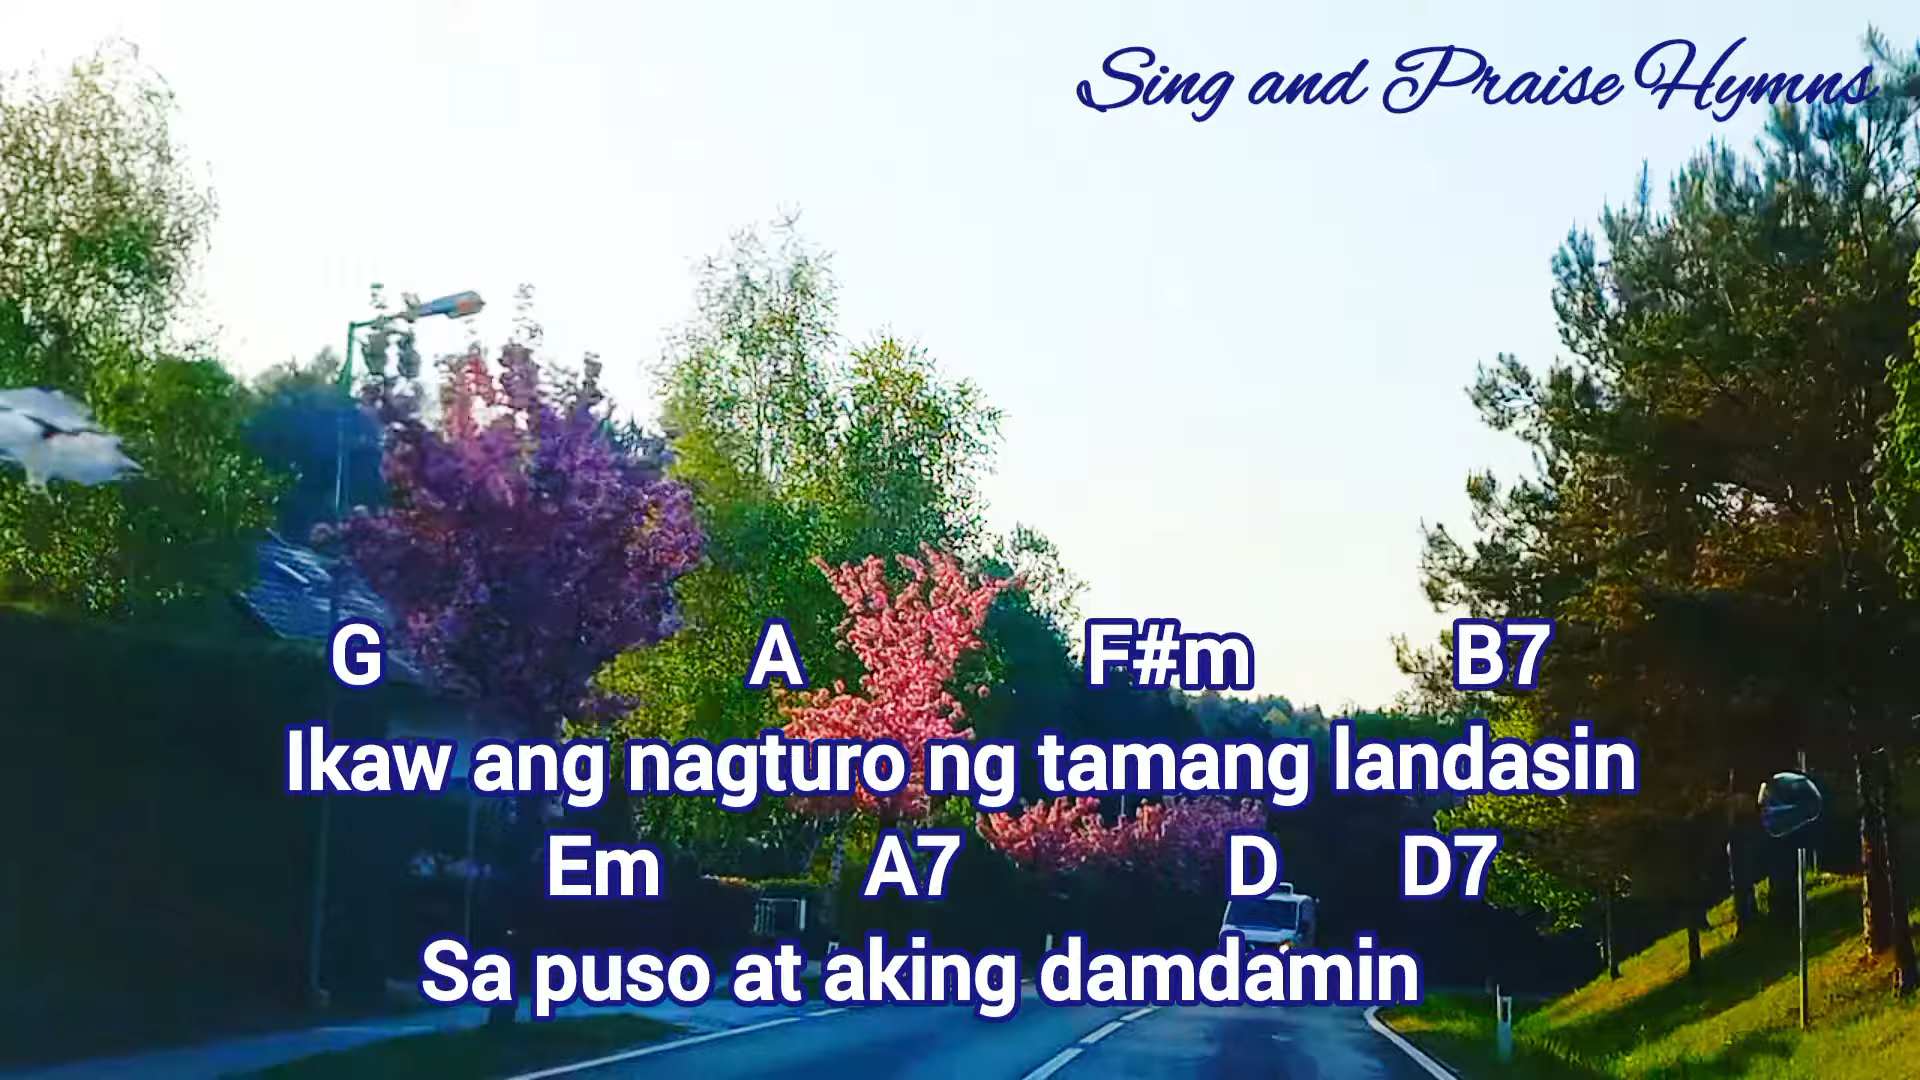 Sing and Praise Hymns
G A F#m B7
Ikaw ang nagturo ng tamang landasin
Em A7 D D7
Sa puso at aking damdamin